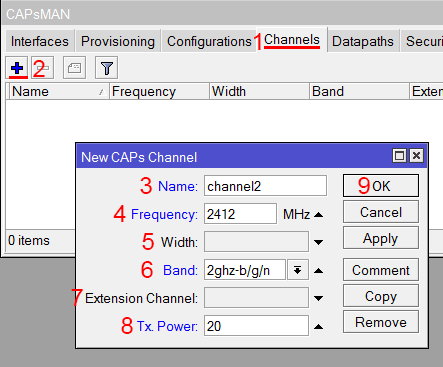 CAPsMAN
Interfaces Provisioning Configurations 1 Channels Datapaths Securi
2
Name Frequency Width Band Exten
New CAPs Channel
3 Name: channel2 9 OK
4 Frequency: 2412 MHz Cancel
5 Width: Apply
6 Band: 2ghz-b/g/n Comment
7 Extension Channel: Copy
8 Tx. Power: 20 Remove
0 items